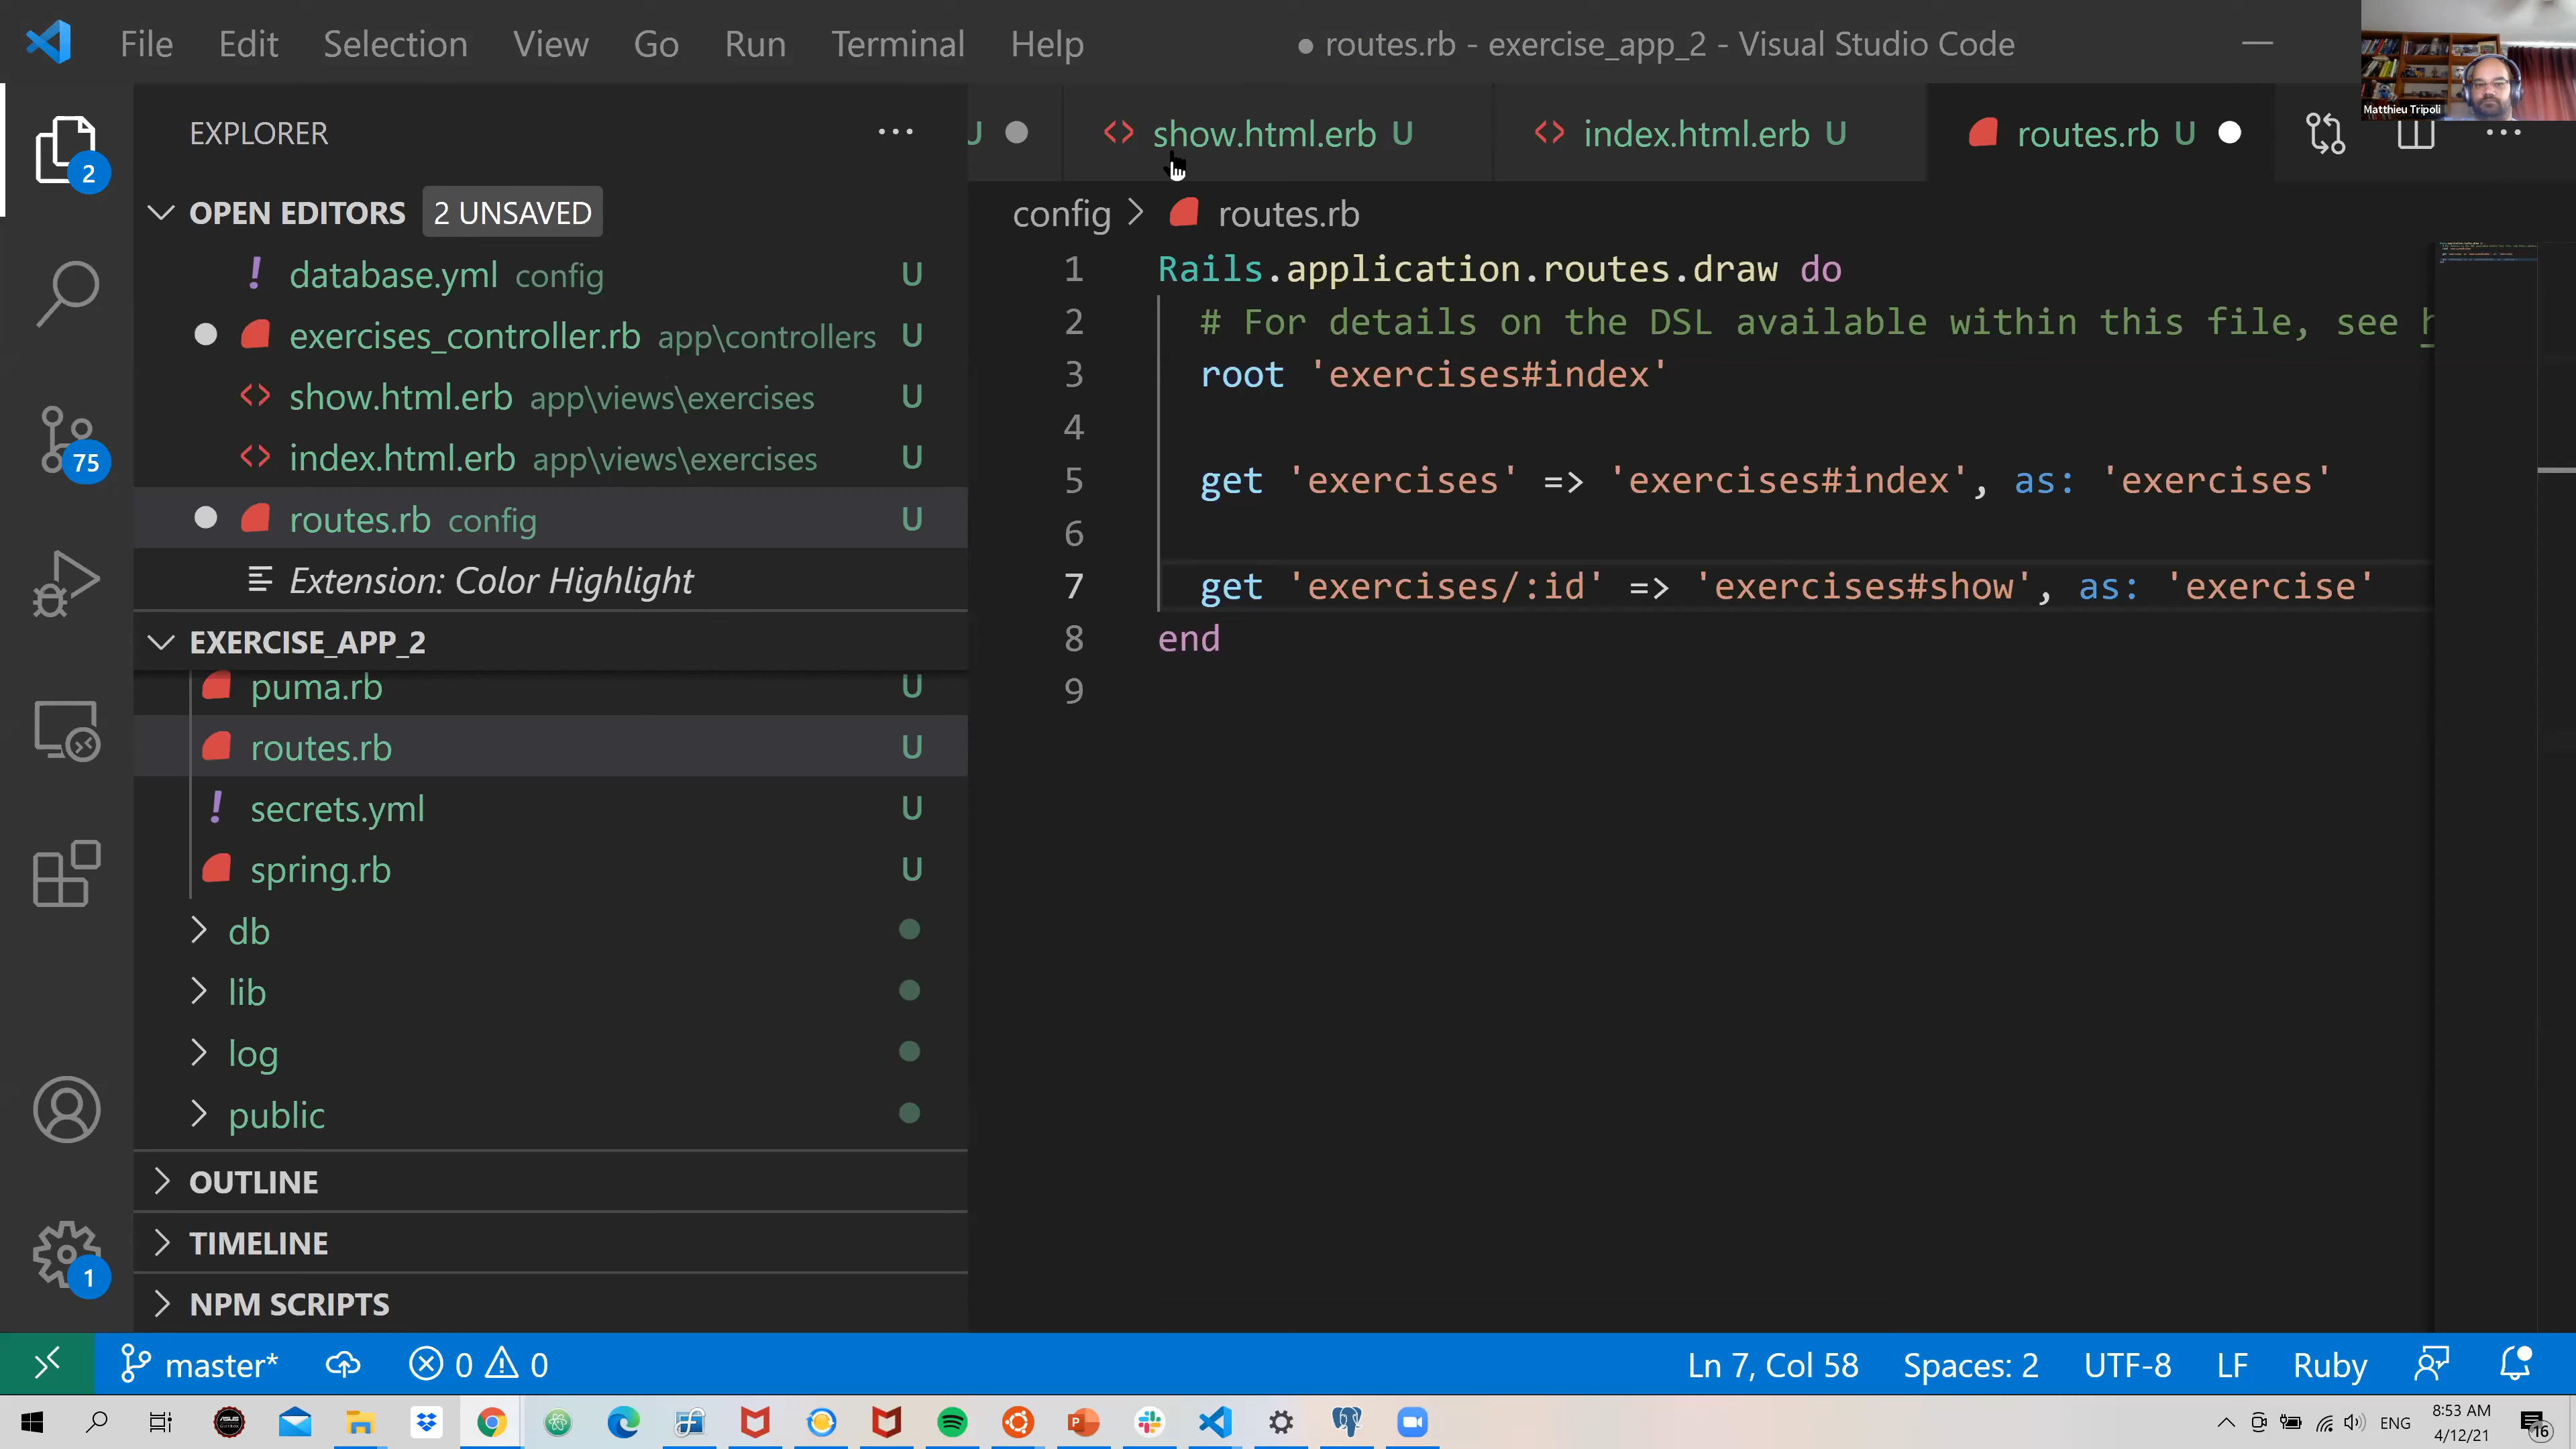 File Edit Selection View Go Run Terminal Help ● routes.rb - exercise_app_2 - Visual Studio Code
Matthieu Tripoli
EXPLORER ...
show.html.erb U
index.html.erb U
routes.rb U
2
OPEN EDITORS 2 UNSAVED
config > routes.rb
database.yml config U
exercises_controller.rb app\controllers U
show.html.erb app\views\exercises U
index.html.erb app\views\exercises U
routes.rb config U
Extension: Color Highlight
75
1 Rails.application.routes.draw do
2 # For details on the DSL available within this file, see h
3 root 'exercises#index'
4
5 get 'exercises' => 'exercises#index', as: 'exercises'
6
7 get 'exercises/:id' => 'exercises#show', as: 'exercise'
8 end
9
EXERCISE_APP_2
puma.rb U
routes.rb U
secrets.yml U
spring.rb U
db
lib
log
public
OUTLINE
TIMELINE
NPM SCRIPTS
1
master* 0 0 Ln 7, Col 58 Spaces: 2 UTF-8 LF Ruby
ENG
8:53 AM
4/12/21
16